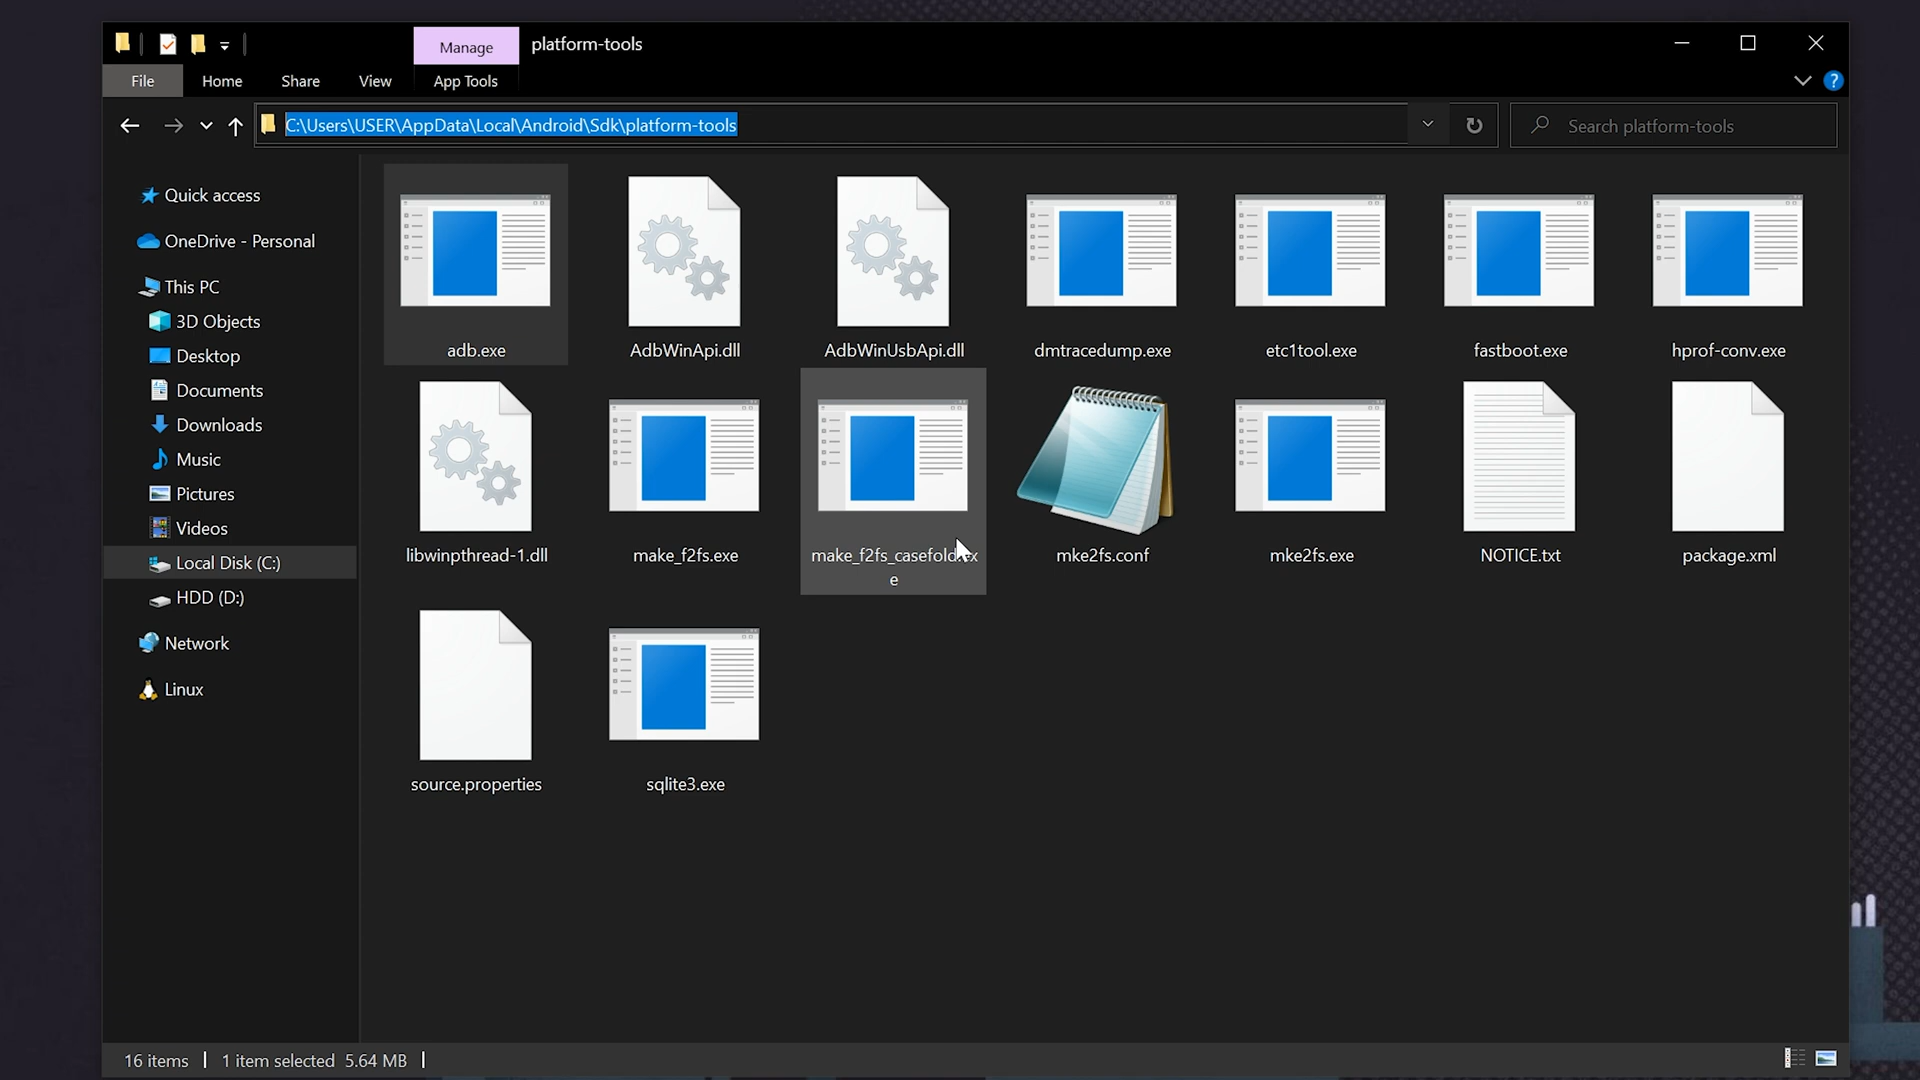 Manage
platform-tools
File
Home
Share
View
App Tools
?
C:\Users\USER\AppData\Local\Android\Sdk\platform-tools
Search platform-tools
Quick access
OneDrive - Personal
This PC
3D Objects
Desktop
Documents
Downloads
Music
Pictures
Videos
Local Disk (C:)
HDD (D:)
Network
Linux
adb.exe
AdbWinApi.dll
AdbWinUsbApi.dll
dmtracedump.exe
etc1tool.exe
fastboot.exe
hprof-conv.exe
libwinpthread-1.dll
make_f2fs.exe
make_f2fs_casefold.ex
e
mke2fs.conf
mke2fs.exe
NOTICE.txt
package.xml
source.properties
sqlite3.exe
16 items
1 item selected 5.64 MB